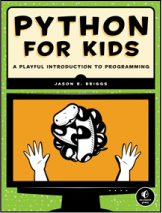 PYTHON
FOR KIDS
A PLAYFUL INTRODUCTION TO PROGRAMMING
JASON R. BRIGGS